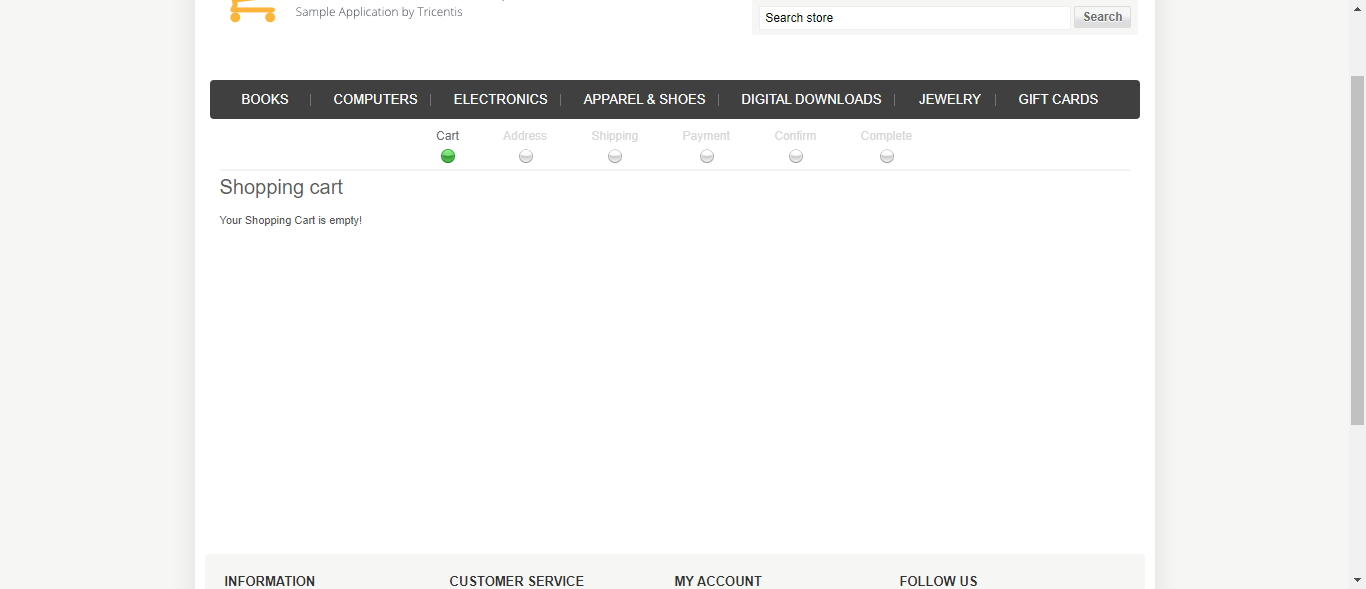 Sample Application by Tricentis
Search store
Search
BOOKS
COMPUTERS
ELECTRONICS
APPAREL & SHOES
DIGITAL DOWNLOADS
JEWELRY
GIFT CARDS
Cart
Address
Shipping
Payment
Confirm
Complete
Shopping cart
Your Shopping Cart is empty!
INFORMATION
CUSTOMER SERVICE
MY ACCOUNT
FOLLOW US